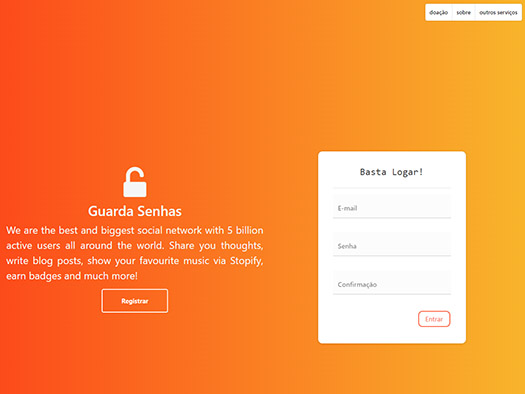 doação sobre outros serviços
Guarda Senhas
We are the best and biggest social network with 5 billion
active users all around the world. Share you thoughts,
write blog posts, show your favourite music via Stopify,
earn badges and much more!
Registrar
Basta Logar!
E-mail
Senha
Confirmação
Entrar